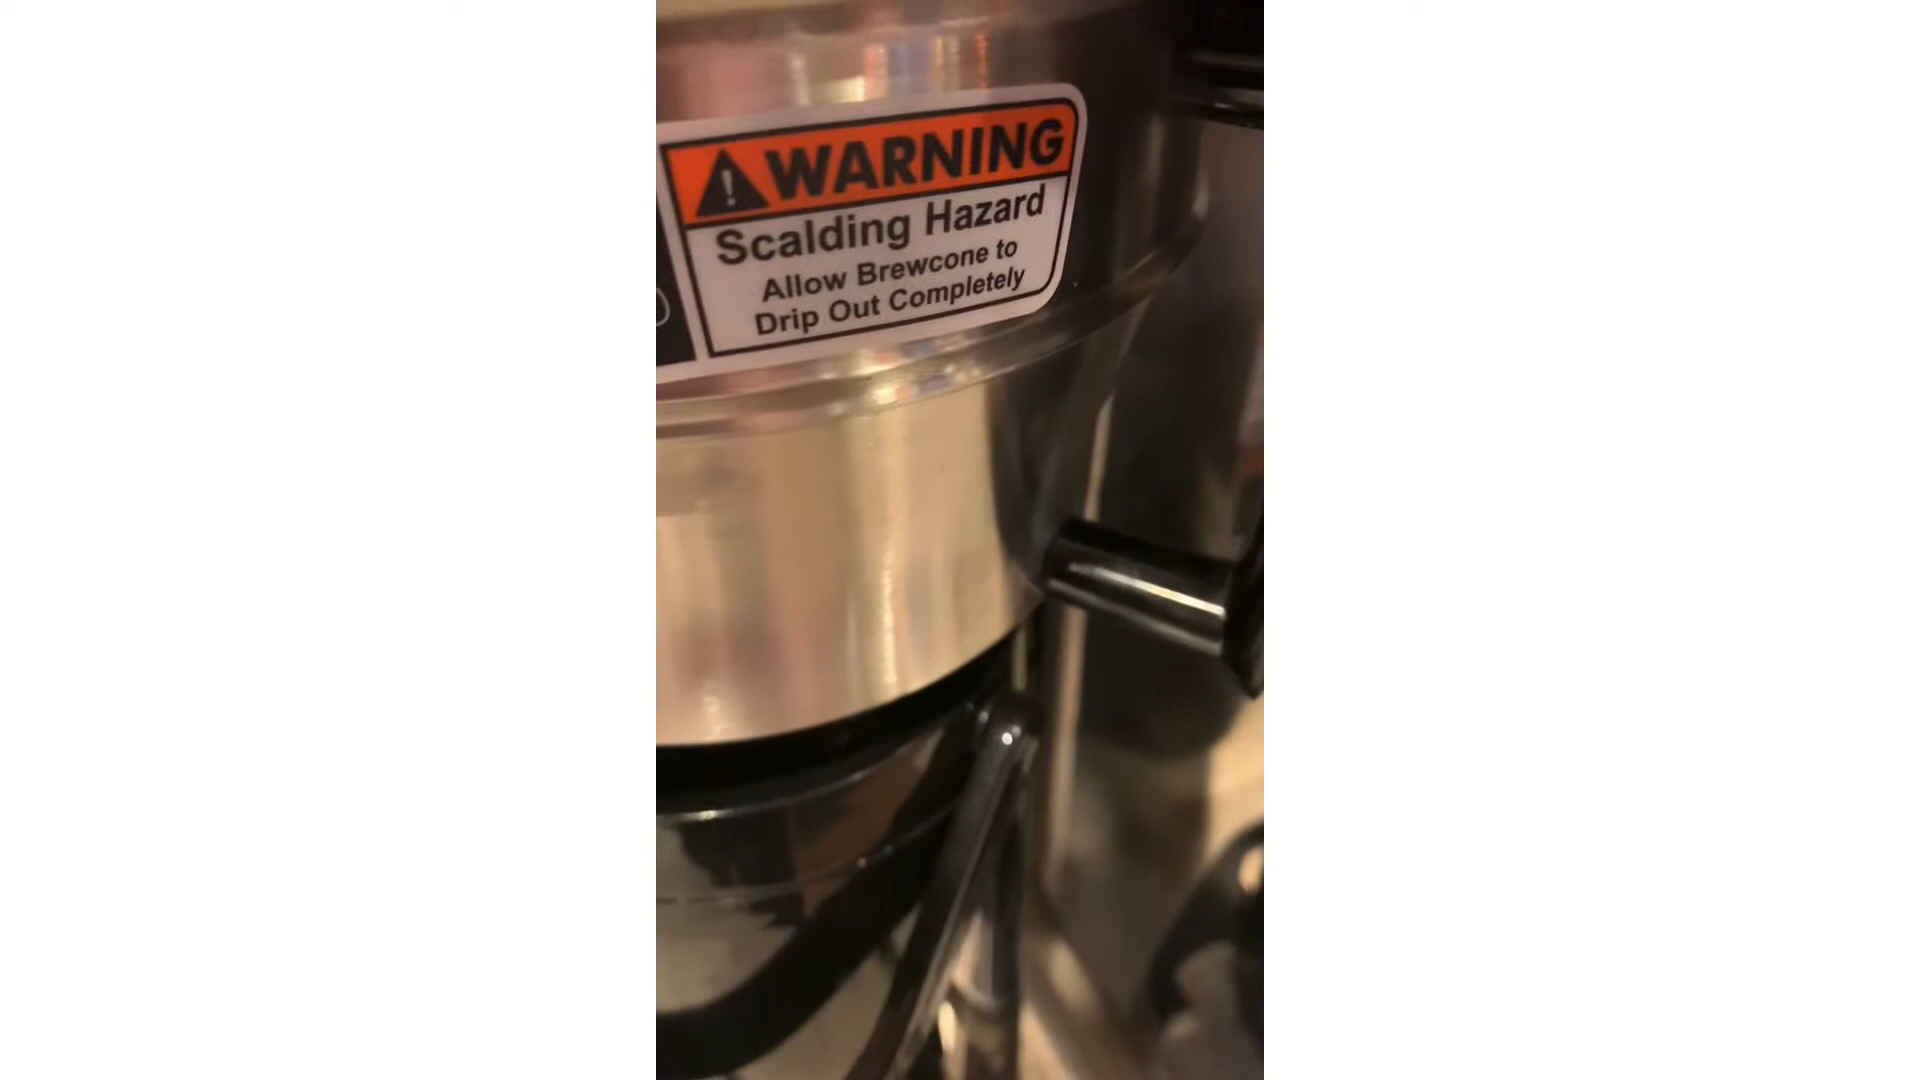 WARNING
Scalding Hazard
Allow Brewcone to
Drip Out Completely